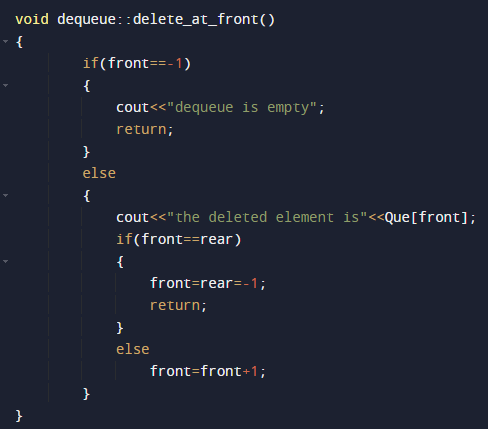 void dequeue::delete_at_front()
{
if(front==-1)
{
cout<<"dequeue is empty";
return;
}
else
{
cout<<"the deleted element is"<<Que[front];
if(front==rear)
{
front=rear=-1;
return;
}
else
front=front+1;
}
}